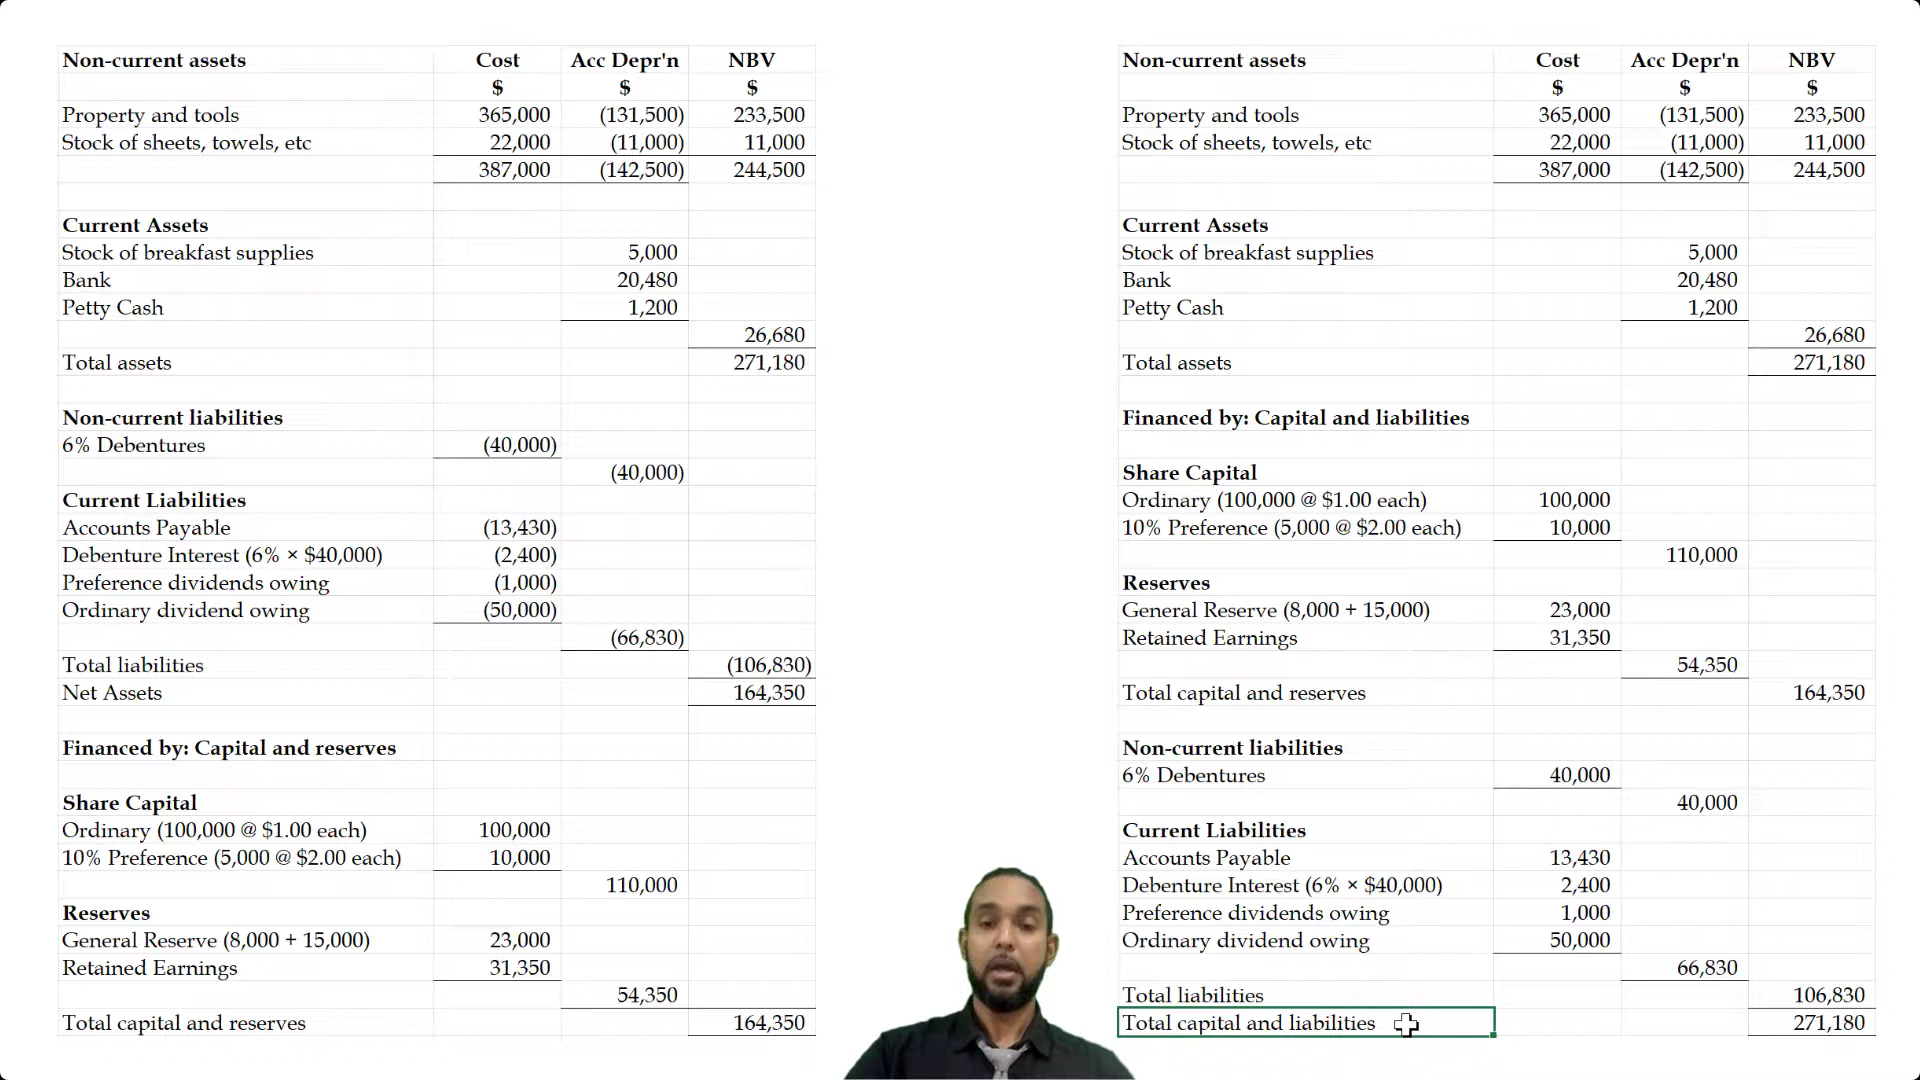 Non-current assets Cost Acc Depr'n NBV
$ $ $
Property and tools 365,000 (131,500) 233,500
Stock of sheets, towels, etc 22,000 (11,000) 11,000
387,000 (142,500) 244,500
Current Assets
Stock of breakfast supplies 5,000
Bank 20,480
Petty Cash 1,200
26,680
Total assets 271,180
Non-current liabilities
6% Debentures (40,000)
(40,000)
Current Liabilities
Accounts Payable (13,430)
Debenture Interest (6% × $40,000) (2,400)
Preference dividends owing (1,000)
Ordinary dividend owing (50,000)
(66,830)
Total liabilities (106,830)
Net Assets 164,350
Financed by: Capital and reserves
Share Capital
Ordinary (100,000 @ $1.00 each) 100,000
10% Preference (5,000 @ $2.00 each) 10,000
110,000
Reserves
General Reserve (8,000 + 15,000) 23,000
Retained Earnings 31,350
54,350
Total capital and reserves 164,350
Non-current assets Cost Acc Depr'n NBV
$ $ $
Property and tools 365,000 (131,500) 233,500
Stock of sheets, towels, etc 22,000 (11,000) 11,000
387,000 (142,500) 244,500
Current Assets
Stock of breakfast supplies 5,000
Bank 20,480
Petty Cash 1,200
26,680
Total assets 271,180
Financed by: Capital and liabilities
Share Capital
Ordinary (100,000 @ $1.00 each) 100,000
10% Preference (5,000 @ $2.00 each) 10,000
110,000
Reserves
General Reserve (8,000 + 15,000) 23,000
Retained Earnings 31,350
54,350
Total capital and reserves 164,350
Non-current liabilities
6% Debentures 40,000
40,000
Current Liabilities
Accounts Payable 13,430
Debenture Interest (6% × $40,000) 2,400
Preference dividends owing 1,000
Ordinary dividend owing 50,000
66,830
Total liabilities 106,830
Total capital and liabilities 271,180